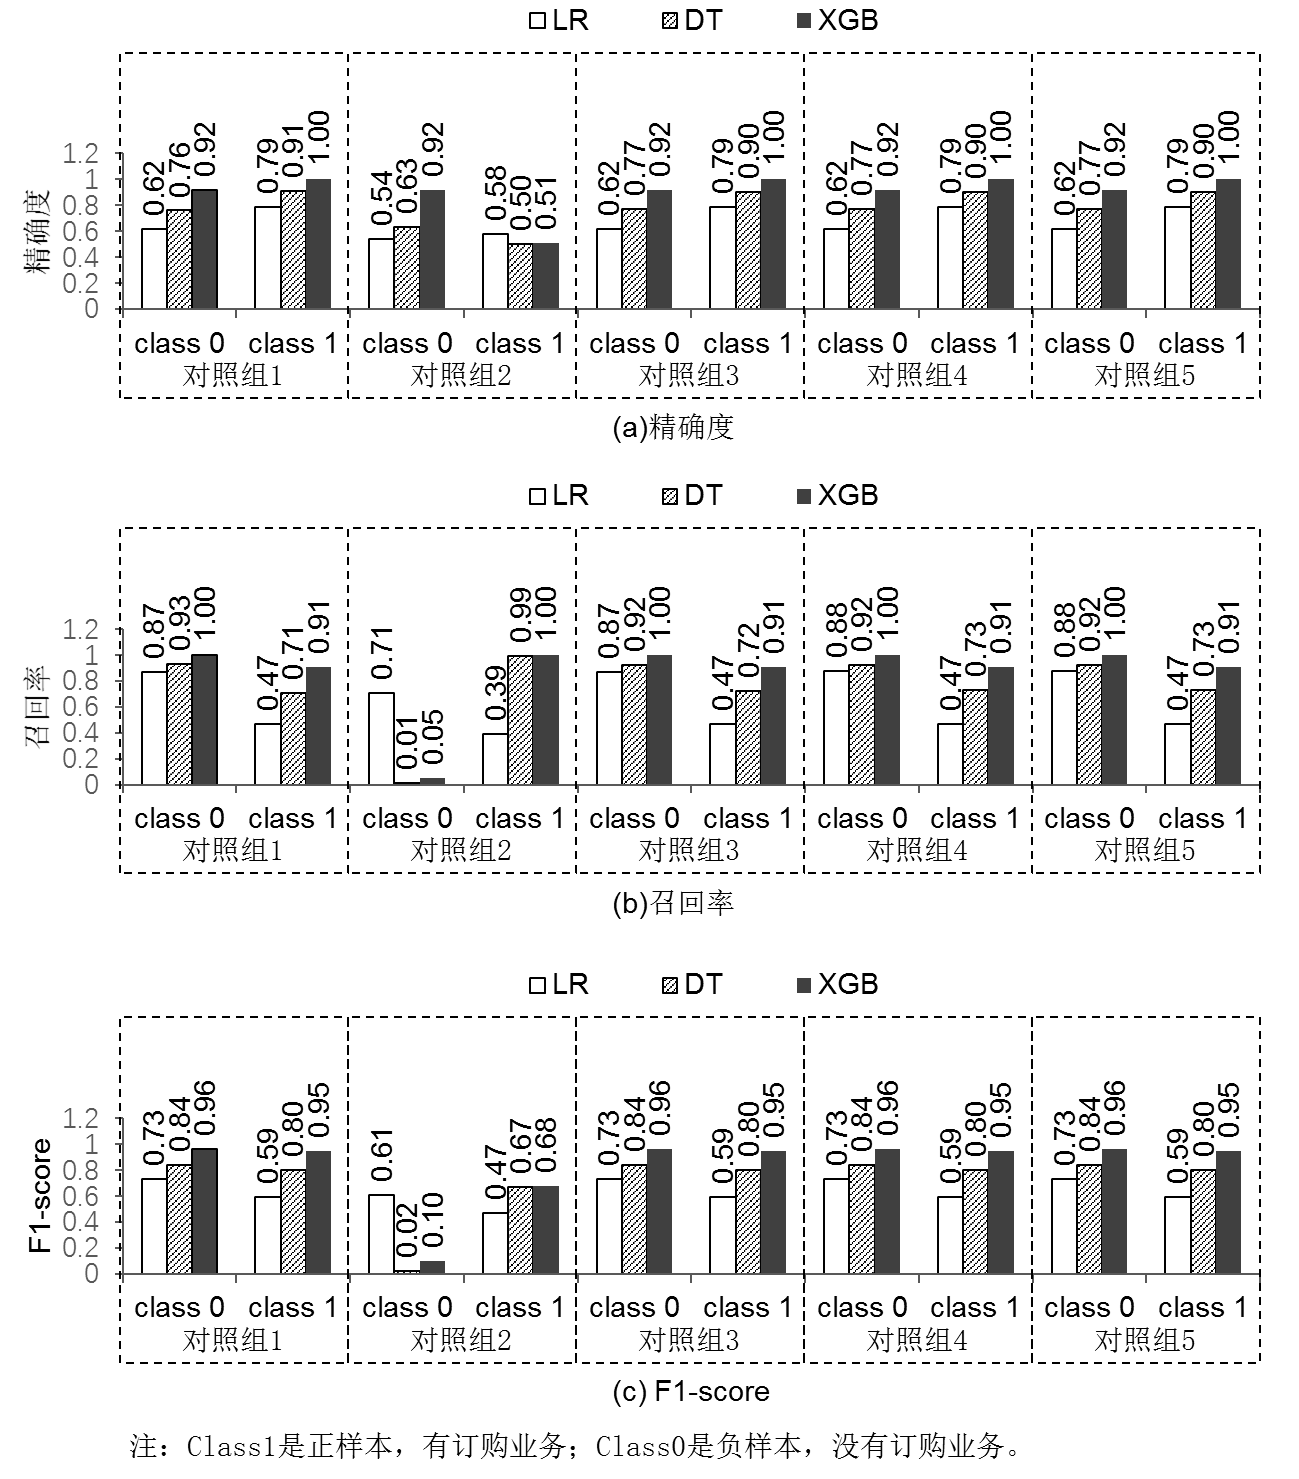 LR DT XGB
0.62 0.76 0.92 0.79 0.91 1.00 0.54 0.63 0.92 0.58 0.50 0.51 0.62 0.77 0.92 0.79 0.90 1.00 0.62 0.77 0.92 0.79 0.90 1.00 0.62 0.77 0.92 0.79 0.90 1.00
精确度
1.2
1
0.8
0.6
0.4
0.2
0
class 0 class 1 class 0 class 1 class 0 class 1 class 0 class 1 class 0 class 1
对照组1 对照组2 对照组3 对照组4 对照组5
(a)精确度
LR DT XGB
0.87 0.93 1.00 0.47 0.71 0.91 0.71 0.01 0.05 0.39 0.99 1.00 0.87 0.92 1.00 0.47 0.72 0.91 0.88 0.92 1.00 0.47 0.73 0.91 0.88 0.92 1.00 0.47 0.73 0.91
召回率
1.2
1
0.8
0.6
0.4
0.2
0
class 0 class 1 class 0 class 1 class 0 class 1 class 0 class 1 class 0 class 1
对照组1 对照组2 对照组3 对照组4 对照组5
(b)召回率
LR DT XGB
0.73 0.84 0.96 0.59 0.80 0.95 0.61 0.02 0.10 0.47 0.67 0.68 0.73 0.84 0.96 0.59 0.80 0.95 0.73 0.84 0.96 0.59 0.80 0.95 0.73 0.84 0.96 0.59 0.80 0.95
F1-score
1.2
1
0.8
0.6
0.4
0.2
0
class 0 class 1 class 0 class 1 class 0 class 1 class 0 class 1 class 0 class 1
对照组1 对照组2 对照组3 对照组4 对照组5
(c) F1-score
注：Class1是正样本，有订购业务；Class0是负样本，没有订购业务。